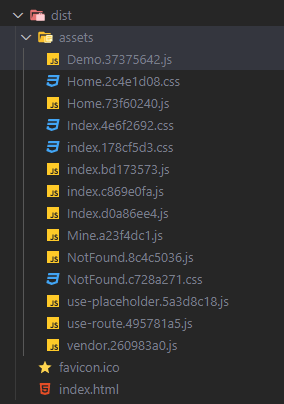 dist
assets
Demo.37375642.js
Home.2c4e1d08.css
Home.73f60240.js
Index.4e6f2692.css
index.178cf5d3.css
index.bd173573.js
index.c869e0fa.js
Index.d0a86ee4.js
Mine.a23f4dc1.js
NotFound.8c4c5036.js
NotFound.c728a271.css
use-placeholder.5a3d8c18.js
use-route.495781a5.js
vendor.260983a0.js
favicon.ico
index.html